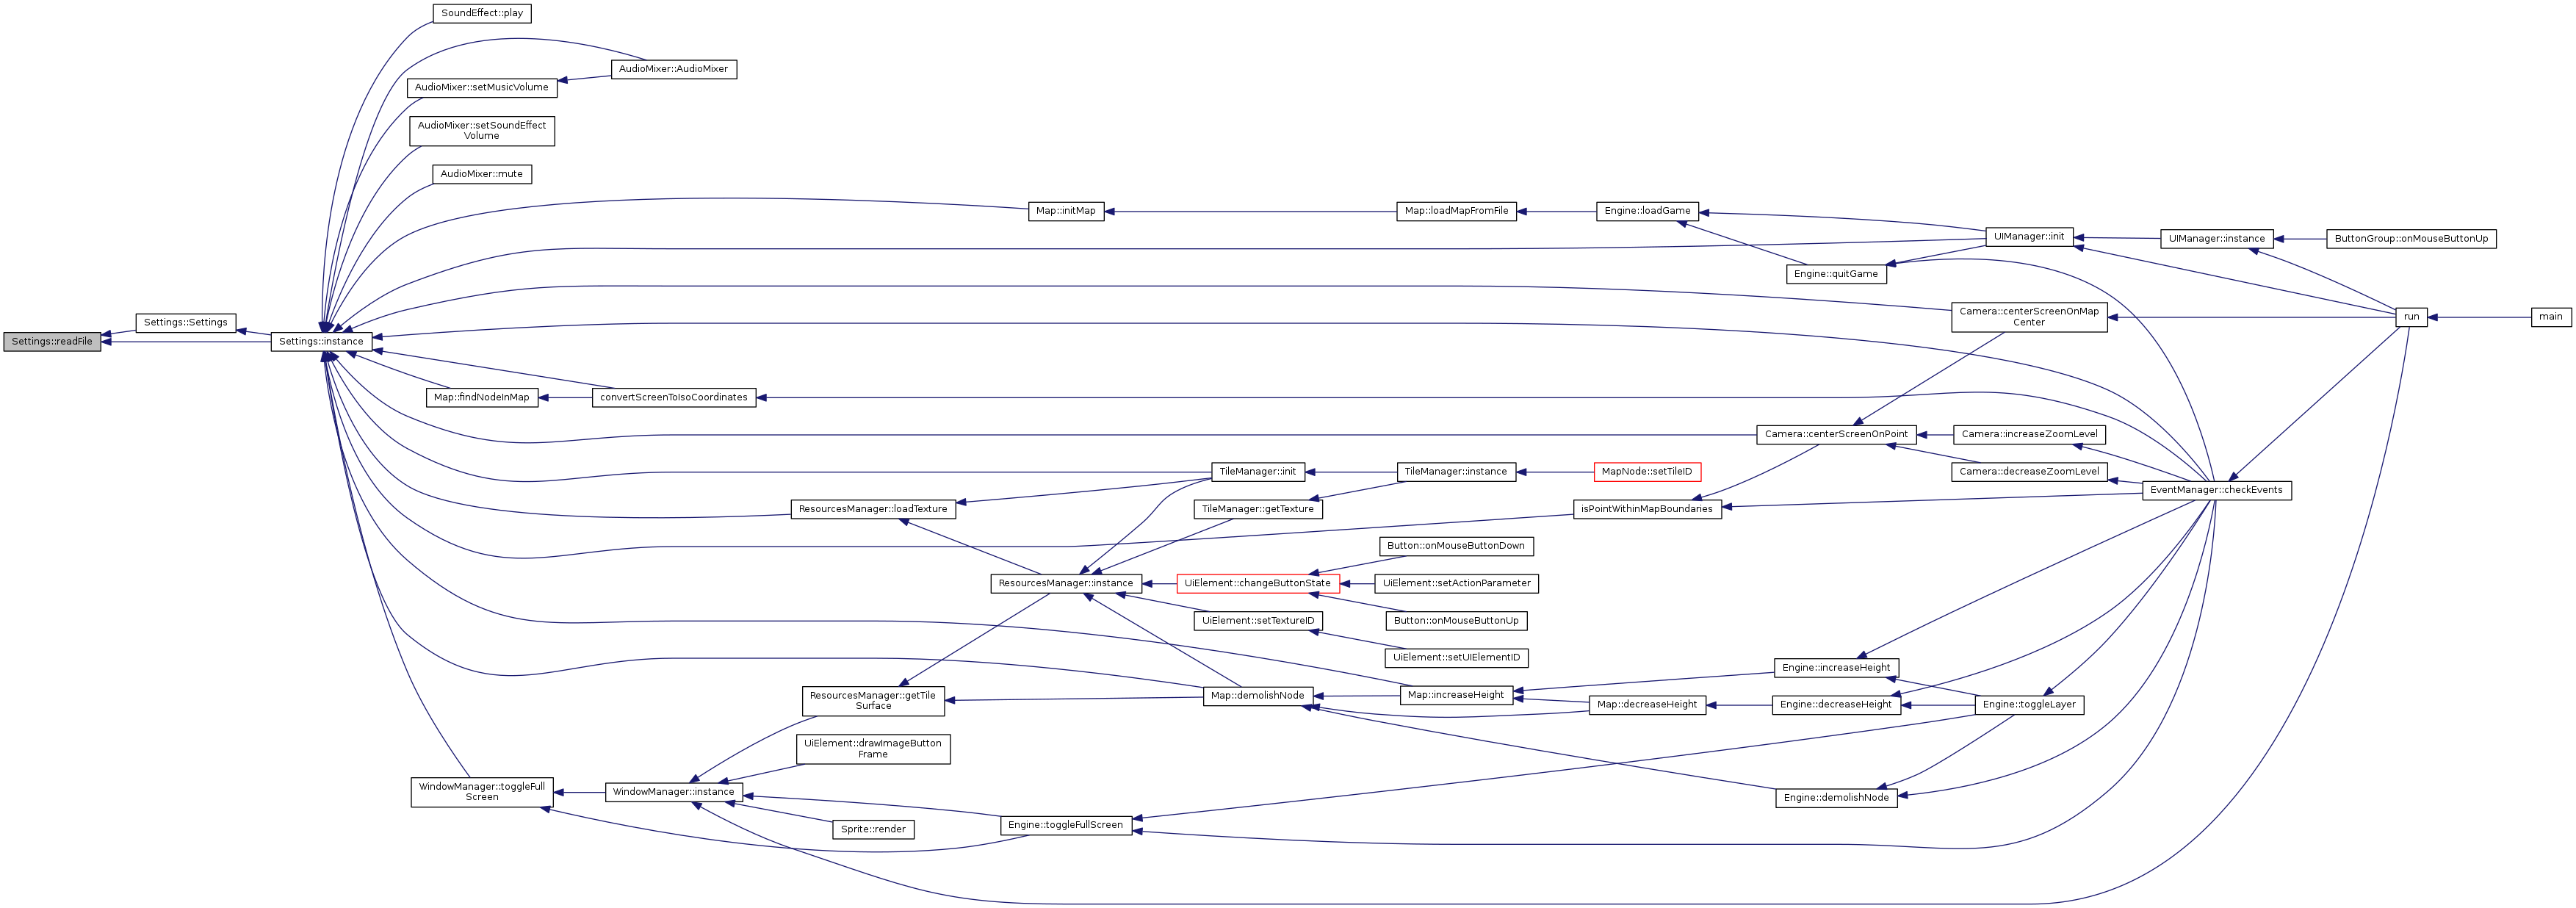 SoundEffect::play
AudioMixer::AudioMixer
AudioMixer::setMusicVolume
AudioMixer::setSoundEffect
Volume
AudioMixer::mute
Map::initMap
Map::loadMapFromFile
Engine::loadGame
UIManager::init
UIManager::instance
ButtonGroup::onMouseButtonUp
Engine::quitGame
Settings::Settings
Settings::readFile
Settings::instance
Camera::centerScreenOnMap
Center
run
main
Map::findNodeInMap
convertScreenToIsoCoordinates
Camera::centerScreenOnPoint
Camera::increaseZoomLevel
Camera::decreaseZoomLevel
EventManager::checkEvents
TileManager::init
TileManager::instance
MapNode::setTileID
ResourcesManager::loadTexture
TileManager::getTexture
isPointWithinMapBoundaries
Button::onMouseButtonDown
ResourcesManager::instance
UiElement::changeButtonState
UiElement::setActionParameter
UiElement::setTextureID
Button::onMouseButtonUp
UiElement::setUIElementID
Engine::increaseHeight
ResourcesManager::getTile
Surface
Map::demolishNode
Map::increaseHeight
Map::decreaseHeight
Engine::decreaseHeight
Engine::toggleLayer
UiElement::drawImageButton
Frame
WindowManager::toggleFull
Screen
WindowManager::instance
Engine::demolishNode
Sprite::render
Engine::toggleFullScreen